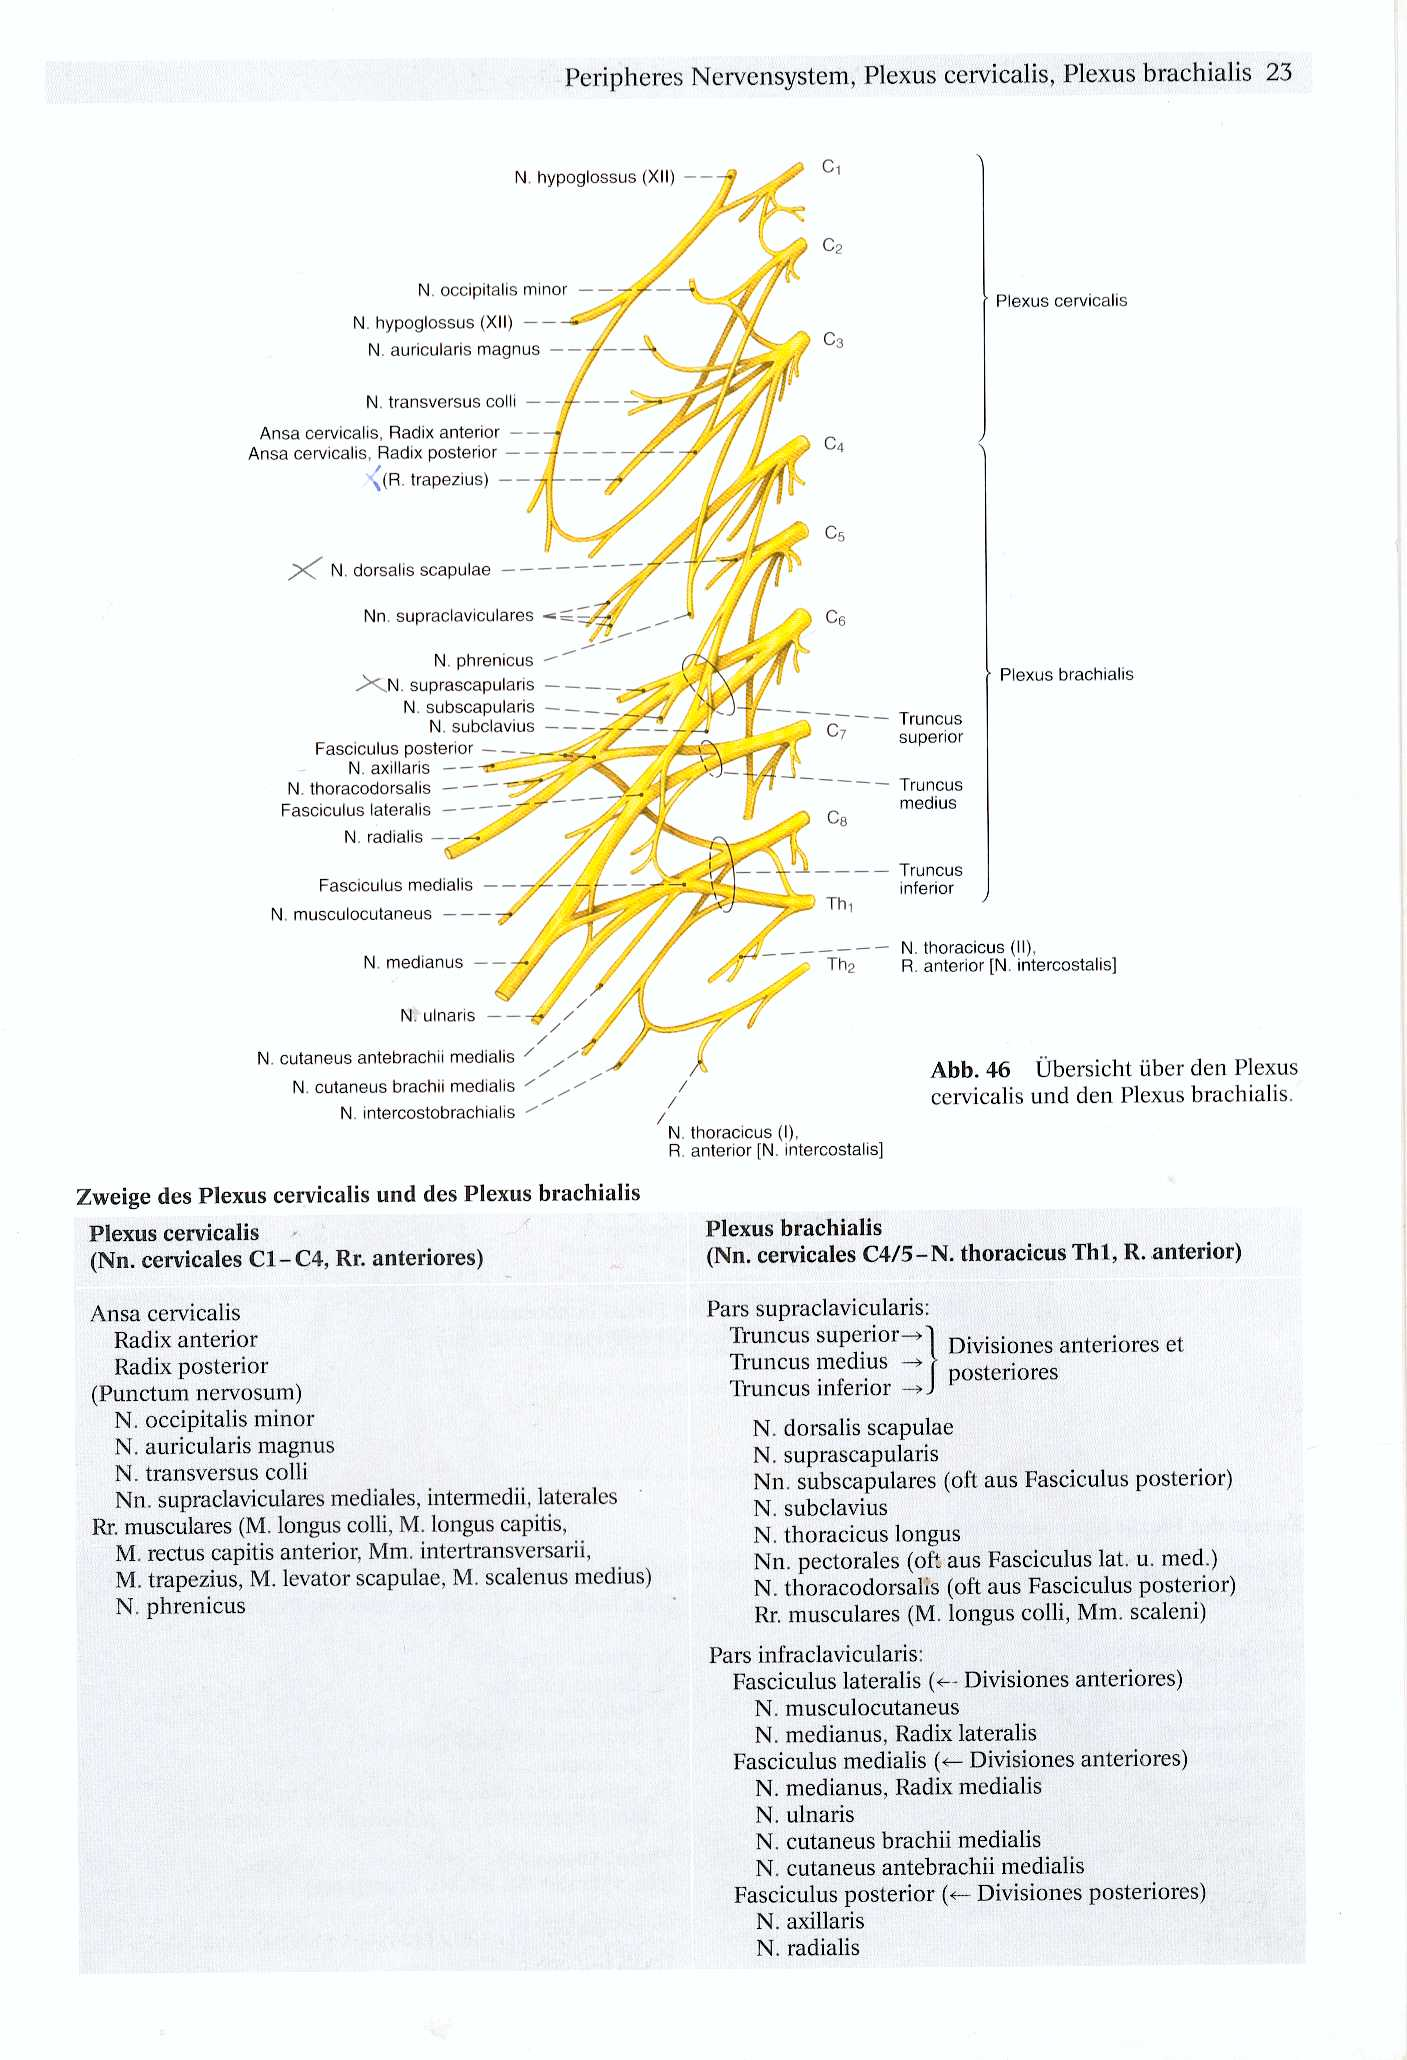 Peripheres Nervensystem, Plexus cervicalis, Plexus brachialis 23
N. hypoglossus (XII)
C1
C2
N. occipitalis minor
Plexus cervicalis
N. hypoglossus (XII)
C3
N. auricularis magnus
N. transversus colli
Ansa cervicalis, Radix anterior
C4
Ansa cervicalis, Radix posterior
(R. trapezius)
C5
N. dorsalis scapulae
Nn. supraclaviculares
C6
N. phrenicus
Plexus brachialis
N. suprascapularis
N. subscapularis
Truncus
superior
N. subclavius
C7
Fasciculus posterior
N. axillaris
N. thoracodorsalis
Truncus
medius
Fasciculus lateralis
C8
N. radialis
Truncus
inferior
Fasciculus medialis
Th1
N. musculocutaneus
N. thoracicus (II),
R. anterior [N. intercostalis]
N. medianus
Th2
N. ulnaris
N. cutaneus antebrachii medialis
N. cutaneus brachii medialis
N. intercostobrachialis
N. thoracicus (I),
R. anterior [N. intercostalis]
Abb. 46 Übersicht über den Plexus
cervicalis und den Plexus brachialis.
Zweige des Plexus cervicalis und des Plexus brachialis
Plexus cervicalis
(Nn. cervicales C1–C4, Rr. anteriores)
Ansa cervicalis
Radix anterior
Radix posterior
(Punctum nervosum)
N. occipitalis minor
N. auricularis magnus
N. transversus colli
Nn. supraclaviculares mediales, intermedii, laterales
Rr. musculares (M. longus colli, M. longus capitis,
M. rectus capitis anterior, Mm. intertransversarii,
M. trapezius, M. levator scapulae, M. scalenus medius)
N. phrenicus
Plexus brachialis
(Nn. cervicales C4/5–N. thoracicus Th1, R. anterior)
Pars supraclavicularis:
Truncus superior→
Truncus medius →
Truncus inferior →
Divisiones anteriores et
posteriores
N. dorsalis scapulae
N. suprascapularis
Nn. subscapulares (oft aus Fasciculus posterior)
N. subclavius
N. thoracicus longus
Nn. pectorales (oft aus Fasciculus lat. u. med.)
N. thoracodorsalis (oft aus Fasciculus posterior)
Rr. musculares (M. longus colli, Mm. scaleni)
Pars infraclavicularis:
Fasciculus lateralis (← Divisiones anteriores)
N. musculocutaneus
N. medianus, Radix lateralis
Fasciculus medialis (← Divisiones anteriores)
N. medianus, Radix medialis
N. ulnaris
N. cutaneus brachii medialis
N. cutaneus antebrachii medialis
Fasciculus posterior (← Divisiones posteriores)
N. axillaris
N. radialis